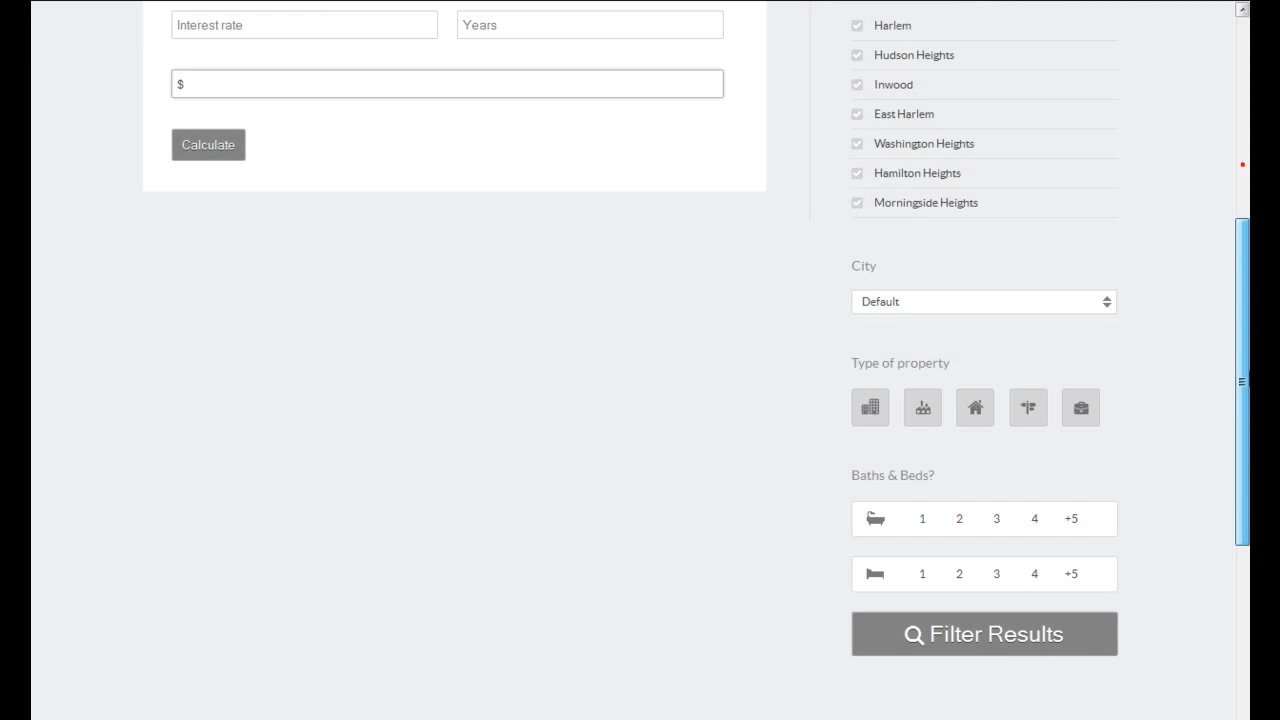 Interest rate
Years
$
Calculate
Harlem
Hudson Heights
Inwood
East Harlem
Washington Heights
Hamilton Heights
Morningside Heights
City
Default
Type of property
Baths & Beds?
1 2 3 4 +5
1 2 3 4 +5
Filter Results